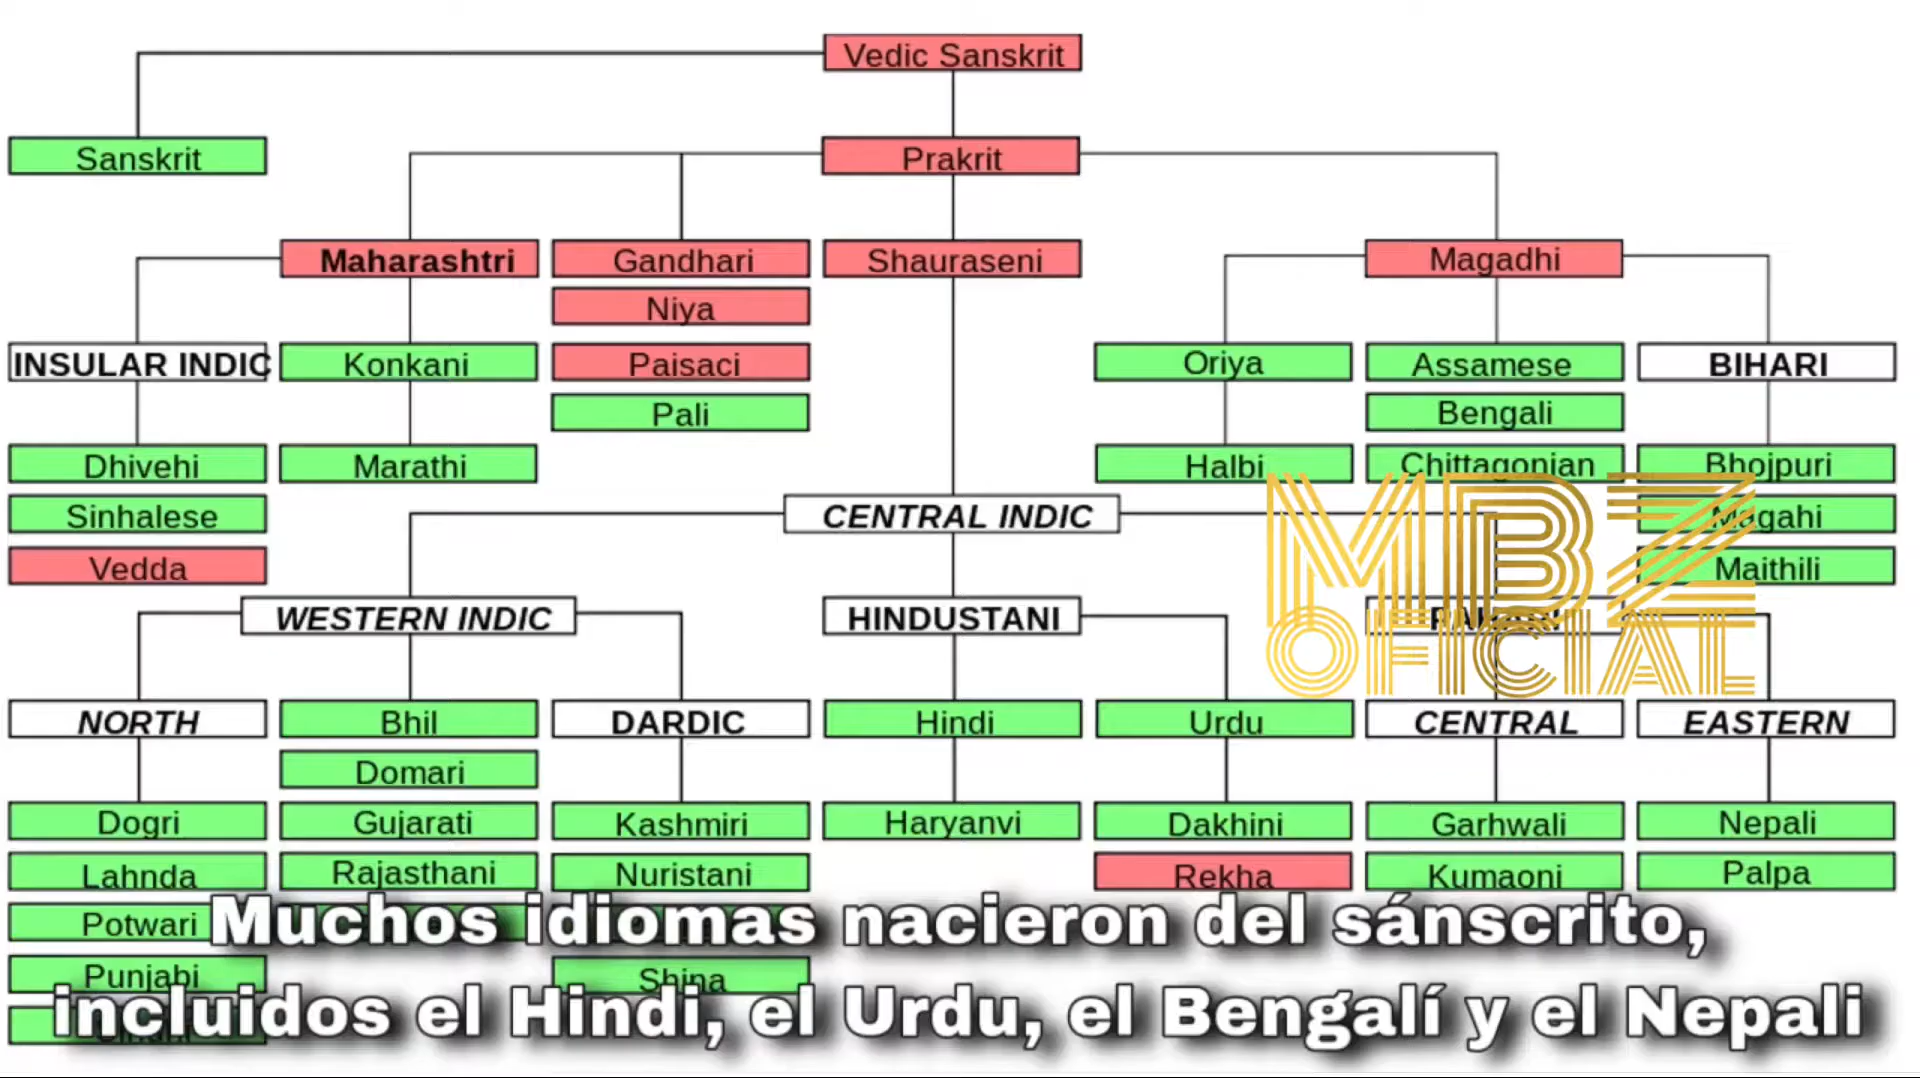 Vedic Sanskrit
Sanskrit
Prakrit
Maharashtri
Gandhari
Shauraseni
Magadhi
Niya
INSULAR INDIC
Konkani
Paisaci
Oriya
Assamese
BIHARI
Pali
Bengali
Dhivehi
Marathi
Halbi
Chittagonian
Bhojpuri
Sinhalese
CENTRAL INDIC
Magahi
Vedda
Maithili
MBZ
OFICIAL
WESTERN INDIC
HINDUSTANI
NORTH
Bhil
DARDIC
Hindi
Urdu
CENTRAL
EASTERN
Domari
Dogri
Gujarati
Kashmiri
Haryanvi
Dakhini
Garhwali
Nepali
Lahnda
Rajasthani
Nuristani
Rekha
Kumaoni
Palpa
Potwari
Punjabi
Shina
Muchos idiomas nacieron del sánscrito,
incluidos el Hindi, el Urdu, el Bengalí y el Nepali